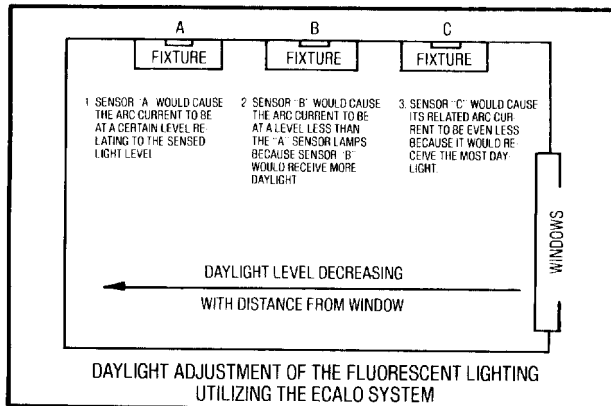 A
B
C
FIXTURE
FIXTURE
FIXTURE
1 SENSOR "A" WOULD CAUSE
THE ARC CURRENT TO BE
AT A CERTAIN LEVEL RE-
LATING TO THE SENSED
LIGHT LEVEL
2 SENSOR "B" WOULD CAUSE
THE ARC CURRENT TO BE
AT A LEVEL LESS THAN
THE "A" SENSOR LAMPS
BECAUSE SENSOR "B"
WOULD RECEIVE MORE
DAYLIGHT
3. SENSOR "C" WOULD CAUSE
ITS RELATED ARC CUR-
RENT TO BE EVEN LESS
BECAUSE IT WOULD RE-
CEIVE THE MOST DAY-
LIGHT.
WINDOWS
DAYLIGHT LEVEL DECREASING
WITH DISTANCE FROM WINDOW
DAYLIGHT ADJUSTMENT OF THE FLUORESCENT LIGHTING
UTILIZING THE ECALO SYSTEM